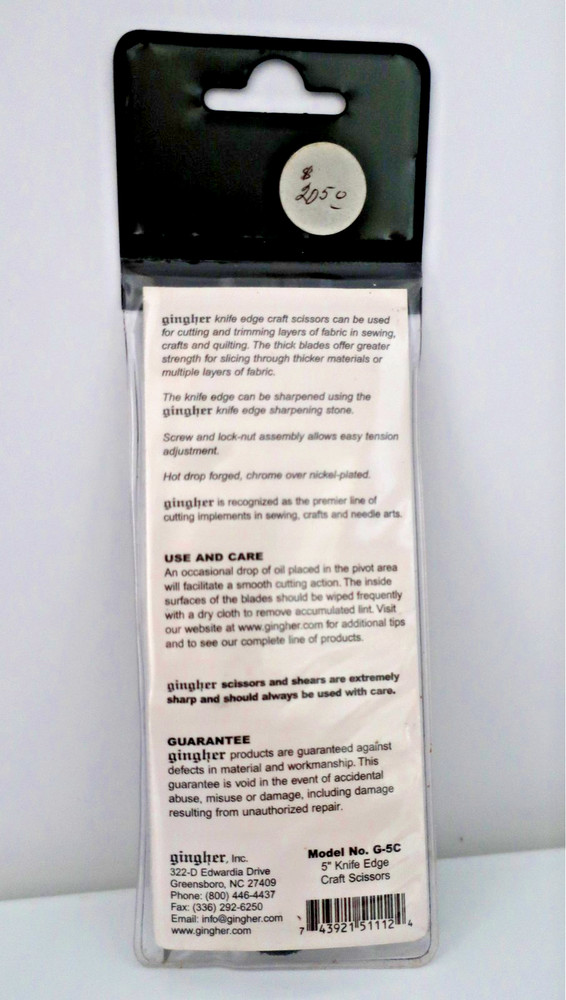 $
2050
gingher knife edge craft scissors can be used
for cutting and trimming layers of fabric in sewing,
crafts and quilting. The thick blades offer greater
strength for slicing through thicker materials or
multiple layers of fabric.
The knife edge can be sharpened using the
gingher knife edge sharpening stone.
Screw and lock-nut assembly allows easy tension
adjustment.
Hot drop forged, chrome over nickel-plated.
gingher is recognized as the premier line of
cutting implements in sewing, crafts and needle arts.
USE AND CARE
An occasional drop of oil placed in the pivot area
will facilitate a smooth cutting action. The inside
surfaces of the blades should be wiped frequently
with a dry cloth to remove accumulated lint. Visit
our website at www.gingher.com for additional tips
and to see our complete line of products.
gingher scissors and shears are extremely
sharp and should always be used with care.
GUARANTEE
gingher products are guaranteed against
defects in material and workmanship. This
guarantee is void in the event of accidental
abuse, misuse or damage, including damage
resulting from unauthorized repair.
gingher, Inc.
322-D Edwardia Drive
Greensboro, NC 27409
Phone: (800) 446-4437
Fax: (336) 292-6250
Email: info@gingher.com
www.gingher.com
Model No. G-5C
5" Knife Edge
Craft Scissors
7 43921 51112 4